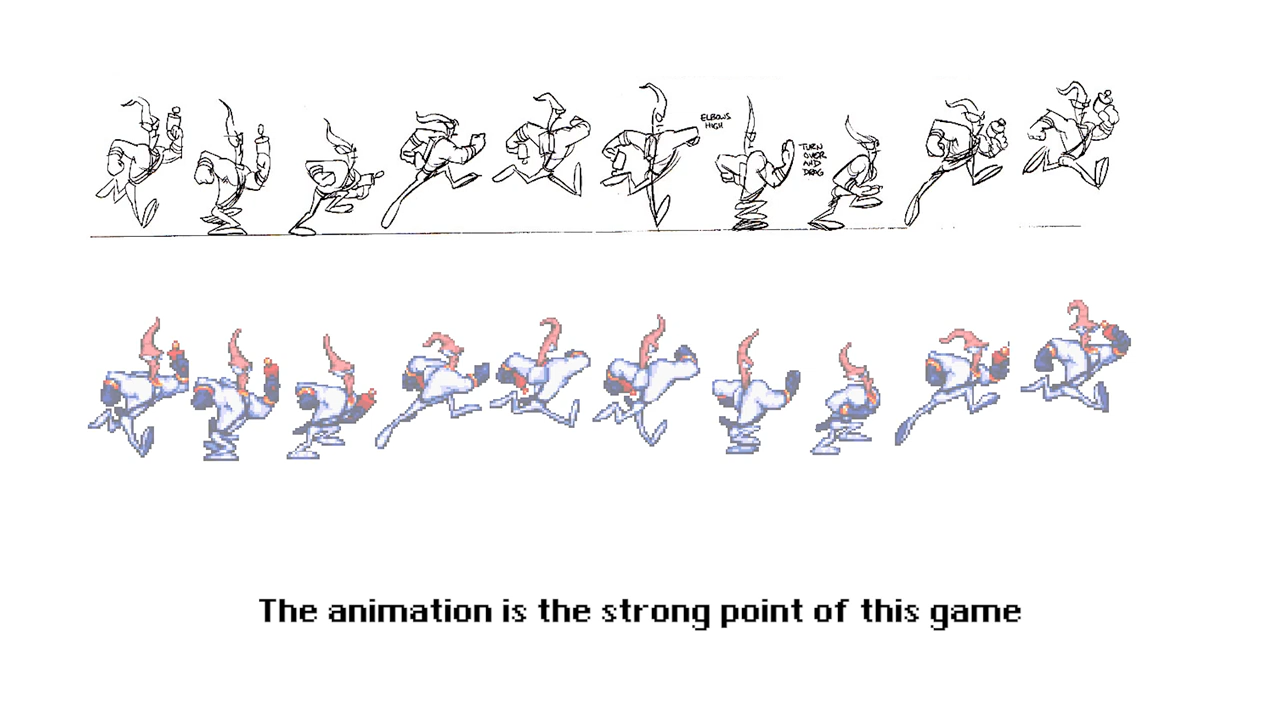 ELBOWS
HIGH
TURN
OVER
AND
DRAG
The animation is the strong point of this game